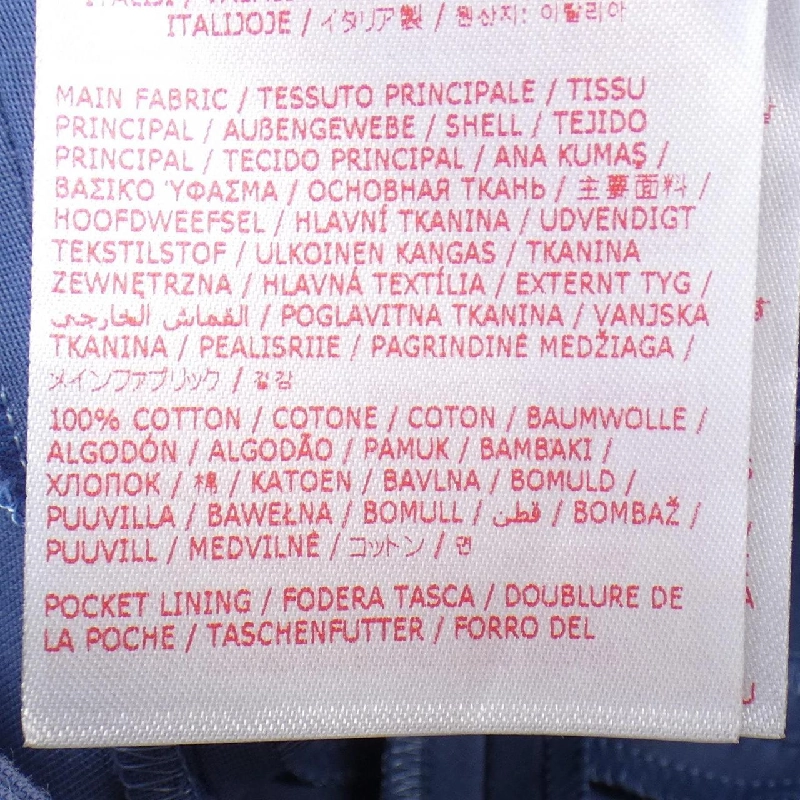 ITALIJOJE / イタリア製 / 원산지: 이탈리아
MAIN FABRIC / TESSUTO PRINCIPALE / TISSU
PRINCIPAL / AUßENGEWEBE / SHELL / TEJIDO
PRINCIPAL / TECIDO PRINCIPAL / ANA KUMAŞ /
ΒΑΣΙΚΟ ΎΦΑΣΜΑ / ОСНОВНАЯ ТКАНЬ / 主要面料 /
HOOFDWEEFSEL / HLAVNÍ TKANINA / UDVENDIGT
TEKSTILSTOF / ULKOINEN KANGAS / TKANINA
ZEWNĘTRZNA / HLAVNÁ TEXTÍLIA / EXTERNT TYG /
القماش الخارجي / POGLAVITNA TKANINA / VANJSKA
TKANINA / PEALISRIIE / PAGRINDINĖ MEDŽIAGA /
メインファブリック / 겉감
100% COTTON / COTONE / COTON / BAUMWOLLE /
ALGODÓN / ALGODÃO / PAMUK / ΒΑΜΒΑΚΙ /
ХЛОПОК / 棉 / KATOEN / BAVLNA / BOMULD /
PUUVILLA / BAWEŁNA / BOMULL / قطن / BOMBAŽ /
PUUVILL / MEDVILNĖ / コットン / 면
POCKET LINING / FODERA TASCA / DOUBLURE DE
LA POCHE / TASCHENFUTTER / FORRO DEL